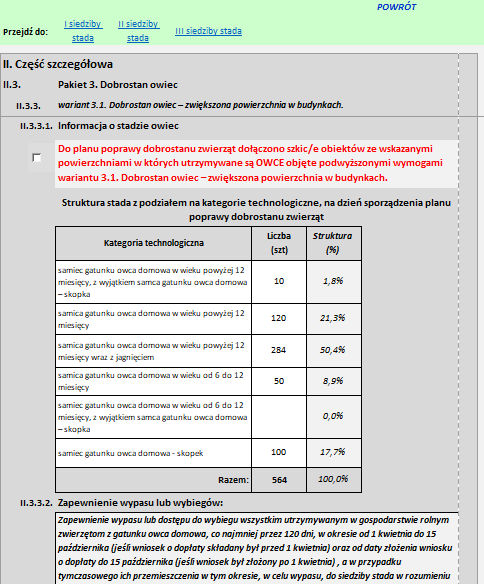 POWRÓT
Przejdź do:
I siedziby stada
II siedziby stada
III siedziby stada
II. Część szczegółowa
II.3. Pakiet 3. Dobrostan owiec
II.3.3. wariant 3.1. Dobrostan owiec – zwiększona powierzchnia w budynkach.
II.3.3.1. Informacja o stadzie owiec
Do planu poprawy dobrostanu zwierząt dołączono szkic/e obiektów ze wskazanymi
powierzchniami w których utrzymywane są OWCE objęte podwyższonymi wymogami
wariantu 3.1. Dobrostan owiec – zwiększona powierzchnia w budynkach.
Struktura stada z podziałem na kategorie technologiczne, na dzień sporządzenia planu
poprawy dobrostanu zwierząt
Kategoria technologiczna
Liczba
(szt)
Struktura
(%)
samiec gatunku owca domowa w wieku powyżej 12
miesięcy, z wyjątkiem samca gatunku owca domowa
– skopka
10 1,8%
samica gatunku owca domowa w wieku powyżej 12
miesięcy
120 21,3%
samica gatunku owca domowa w wieku powyżej 12
miesięcy wraz z jagnięciem
284 50,4%
samica gatunku owca domowa w wieku od 6 do 12
miesięcy
50 8,9%
samiec gatunku owca domowa w wieku od 6 do 12
miesięcy, z wyjątkiem samca gatunku owca domowa
– skopka
0,0%
samiec gatunku owca domowa - skopek 100 17,7%
Razem: 564 100,0%
II.3.3.2. Zapewnienie wypasu lub wybiegów:
Zapewnienie wypasu lub dostępu do wybiegu wszystkim utrzymywanym w gospodarstwie rolnym
zwierzętom z gatunku owca domowa, co najmniej przez 120 dni, w okresie od 1 kwietnia do 15
października (jeśli wniosek o dopłaty składany był przed 1 kwietnia) oraz od daty złożenia wniosku
o dopłaty do 15 października (jeśli wniosek był złożony po 1 kwietnia) , a w przypadku
tymczasowego ich przemieszczenia w tym okresie, w celu wypasu, do siedziby stada w rozumieniu